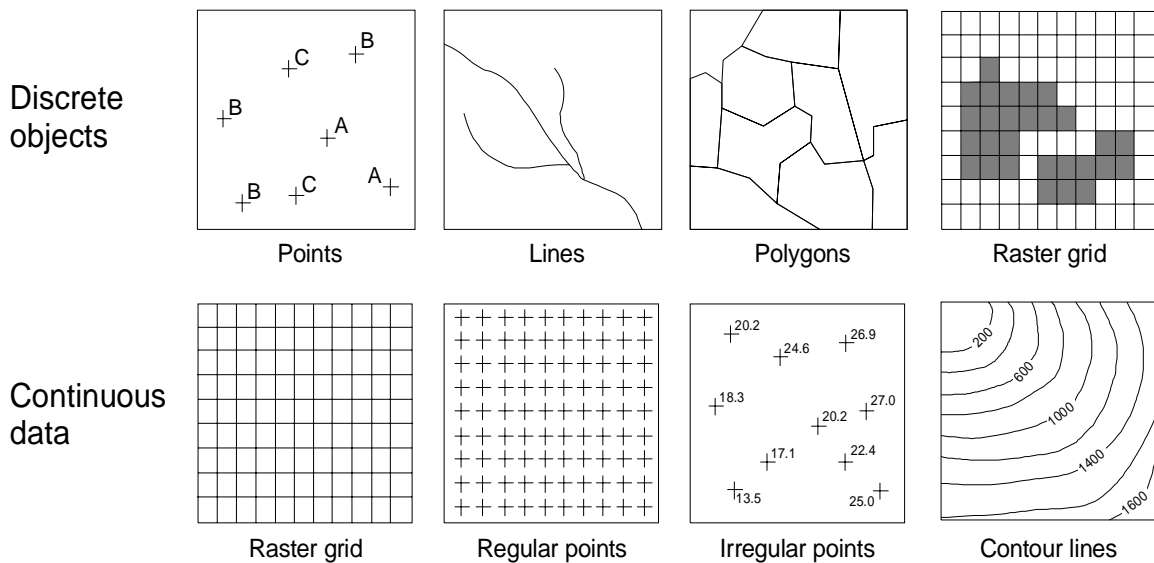 Discrete
objects
B
C
B
A
B
C
A
Points
Lines
Polygons
Raster grid
Continuous
data
Raster grid
Regular points
20.2
24.6
26.9
18.3
20.2
27.0
17.1
22.4
13.5
25.0
Irregular points
200
600
1000
1400
1600
Contour lines